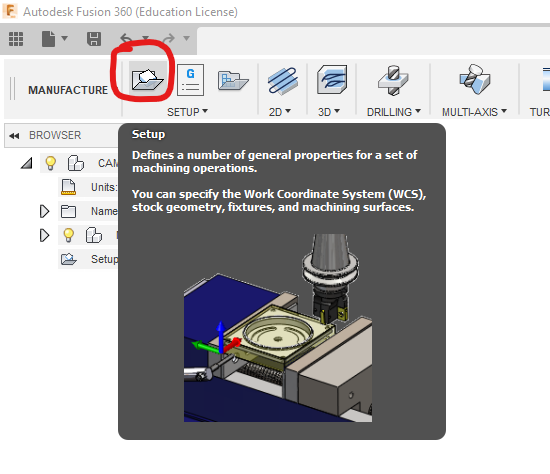 Autodesk Fusion 360 (Education License)
MANUFACTURE
G
SETUP
2D
3D
DRILLING
MULTI-AXIS
TUR
BROWSER
CAM
Units:
Name
Setup
Setup
Defines a number of general properties for a set of
machining operations.
You can specify the Work Coordinate System (WCS),
stock geometry, fixtures, and machining surfaces.